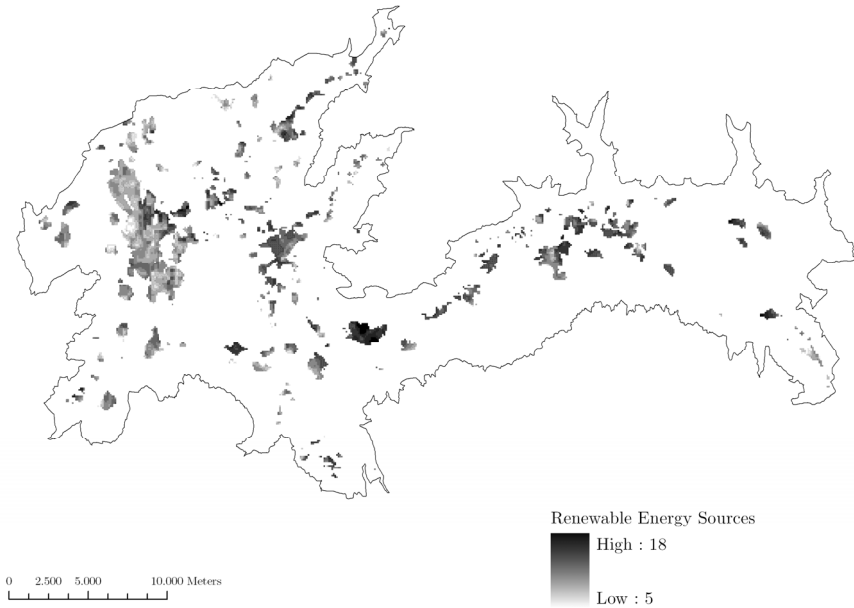 Renewable Energy Sources
High : 18
Low : 5
0 2.500 5.000 10.000 Meters